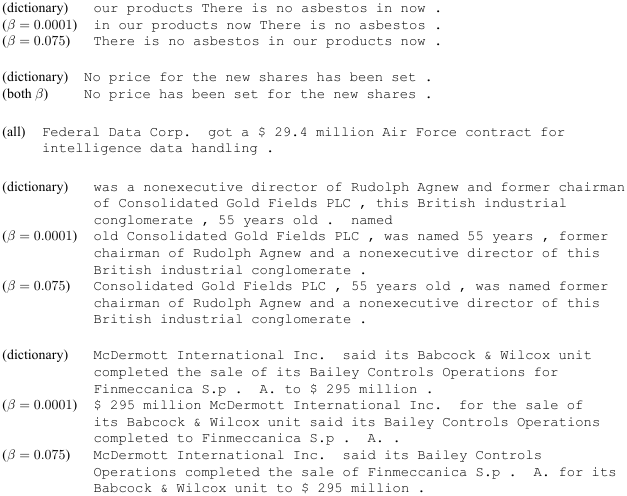 (dictionary) our products There is no asbestos in now .
(β = 0.0001) in our products now There is no asbestos .
(β = 0.075) There is no asbestos in our products now .
(dictionary) No price for the new shares has been set .
(both β) No price has been set for the new shares .
(all) Federal Data Corp. got a $ 29.4 million Air Force contract for
intelligence data handling .
(dictionary) was a nonexecutive director of Rudolph Agnew and former chairman
of Consolidated Gold Fields PLC , this British industrial
conglomerate , 55 years old . named
(β = 0.0001) old Consolidated Gold Fields PLC , was named 55 years , former
chairman of Rudolph Agnew and a nonexecutive director of this
British industrial conglomerate .
(β = 0.075) Consolidated Gold Fields PLC , 55 years old , was named former
chairman of Rudolph Agnew and a nonexecutive director of this
British industrial conglomerate .
(dictionary) McDermott International Inc. said its Babcock & Wilcox unit
completed the sale of its Bailey Controls Operations for
Finmeccanica S.p . A. to $ 295 million .
(β = 0.0001) $ 295 million McDermott International Inc. for the sale of
its Babcock & Wilcox unit said its Bailey Controls Operations
completed to Finmeccanica S.p . A. .
(β = 0.075) McDermott International Inc. said its Bailey Controls
Operations completed the sale of Finmeccanica S.p . A. for its
Babcock & Wilcox unit to $ 295 million .